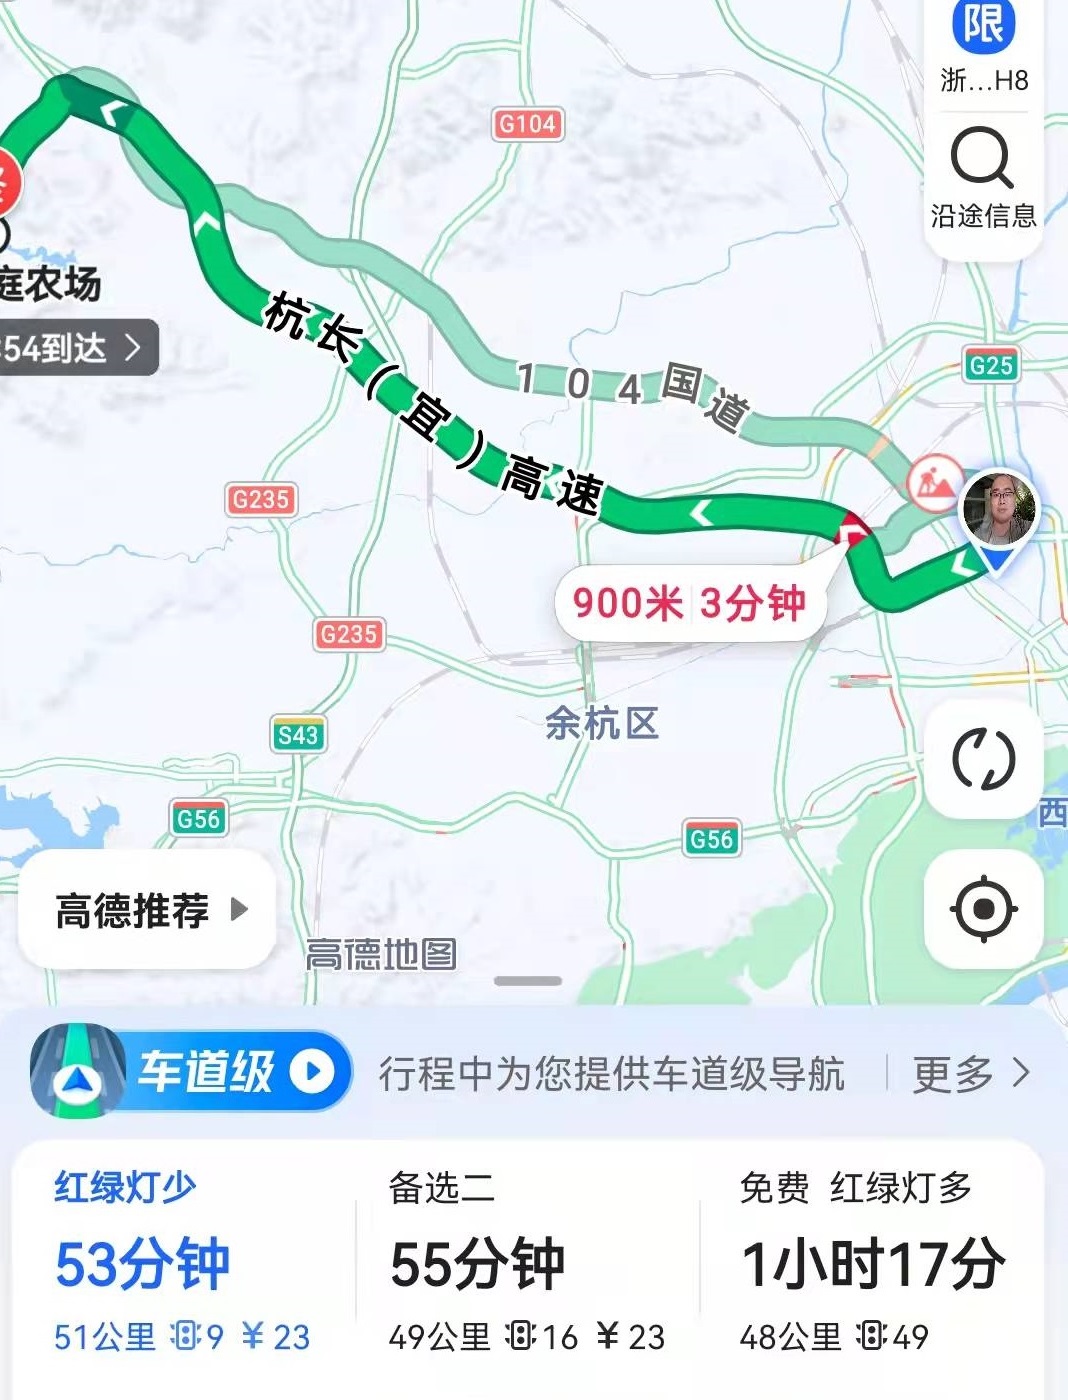 限
浙...H8
G104
沿途信息
庭农场
54到达
杭长(宜)高速
104国道
G25
G235
900米 3分钟
G235
余杭区
S43
G56
G56
西
高德推荐
高德地图
车道级
行程中为您提供车道级导航
更多
红绿灯少
53分钟
51公里 9 ¥23
备选二
55分钟
49公里 16 ¥23
免费 红绿灯多
1小时17分
48公里 49